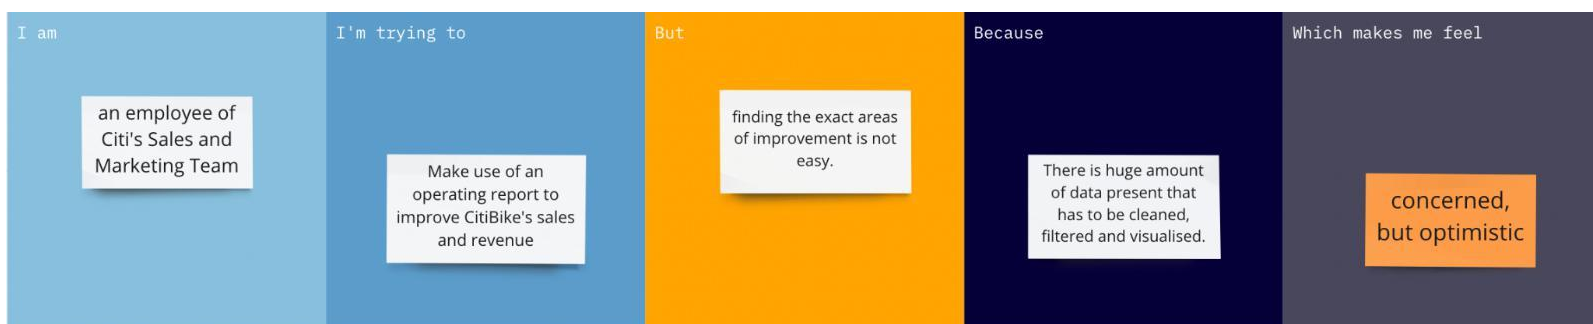 I am
an employee of
Citi's Sales and
Marketing Team
I'm trying to
Make use of an
operating report to
improve CitiBike's sales
and revenue
But
finding the exact areas
of improvement is not
easy.
Because
There is huge amount
of data present that
has to be cleaned,
filtered and visualised.
Which makes me feel
concerned,
but optimistic